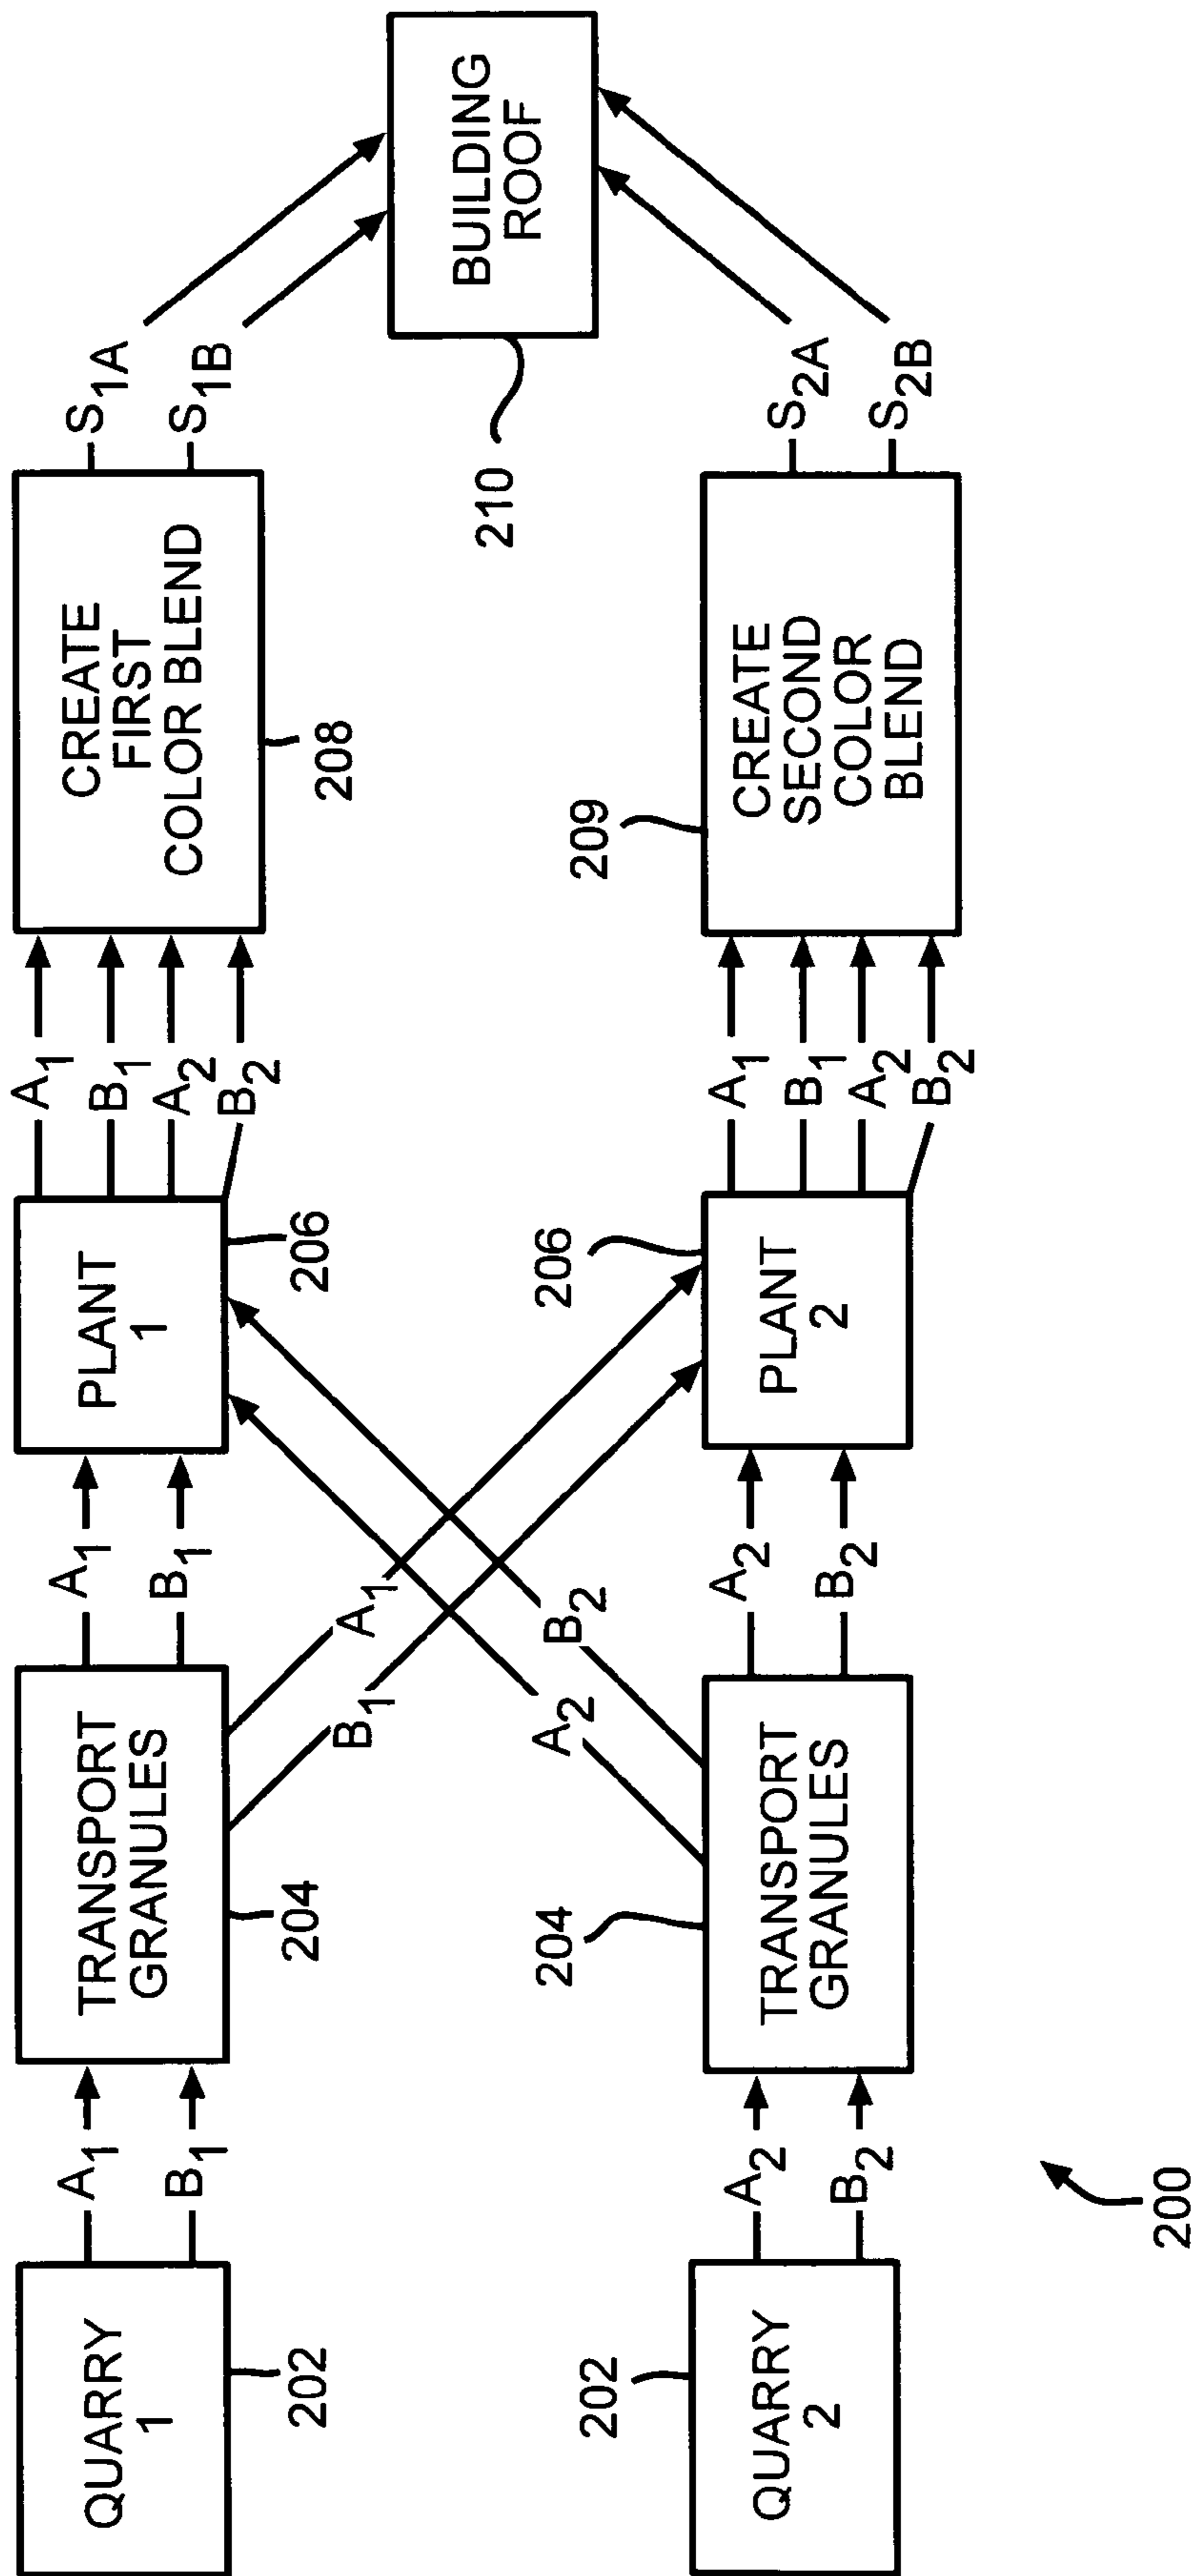 QUARRY
1
202
A1
B1
TRANSPORT
GRANULES
204
A1
B1
A1
B1
PLANT
1
206
A1
B1
A2
B2
CREATE
FIRST
COLOR BLEND
208
S1A
S1B
BUILDING
ROOF
210
QUARRY
2
202
A2
B2
TRANSPORT
GRANULES
204
A2
B2
A2
B2
PLANT
2
206
A1
B1
A2
B2
CREATE
SECOND
COLOR
BLEND
209
S2A
S2B
200